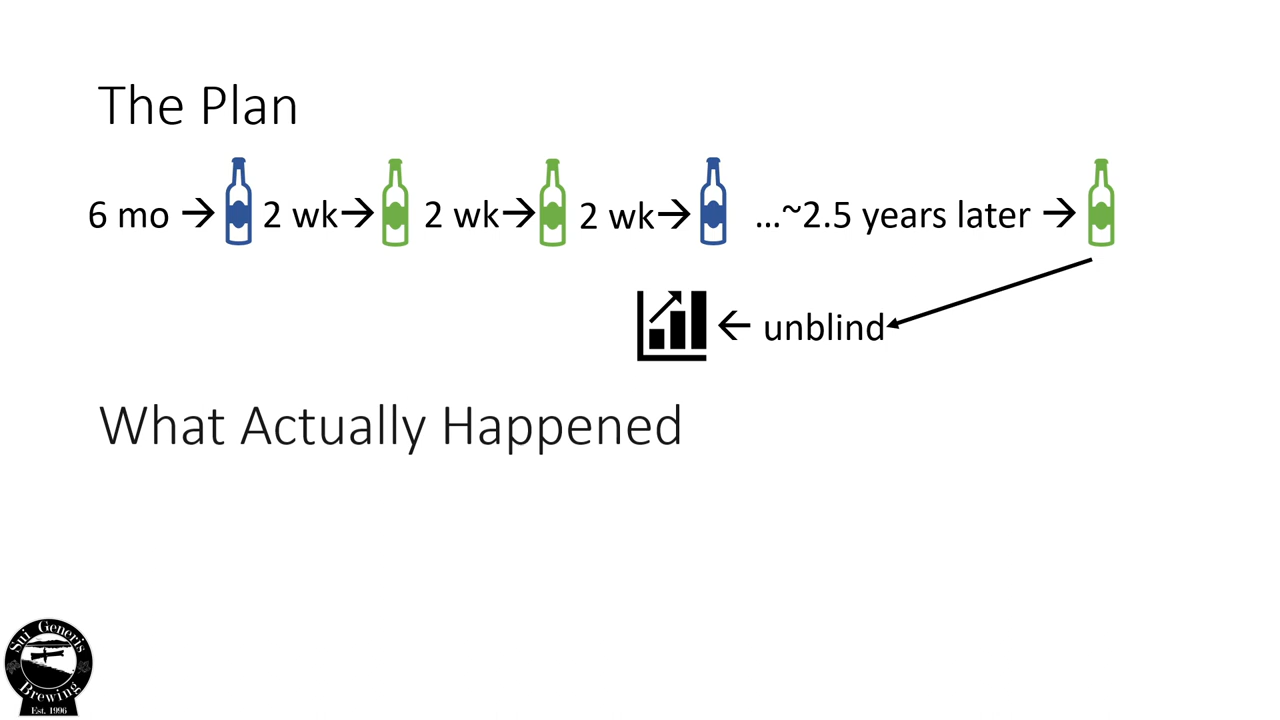 The Plan
6 mo → 2 wk→ 2 wk→ 2 wk→ ...~2.5 years later →
← unblind
What Actually Happened
Sui Generis
Brewing
Est. 1996